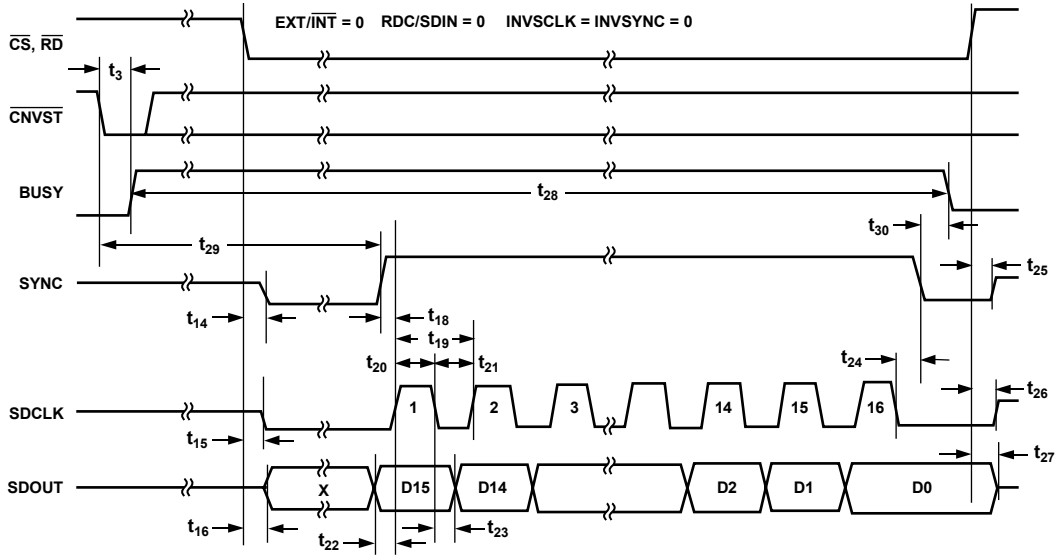 EXT/INT = 0 RDC/SDIN = 0 INVSCLK = INVSYNC = 0
CS, RD
t3
CNVST
BUSY
t28
t29
t30
SYNC
t25
t14
t18
t19
t20
t21
t24
t26
SDCLK
1
2
3
14
15
16
t15
t27
SDOUT
X
D15
D14
D2
D1
D0
t16
t22
t23